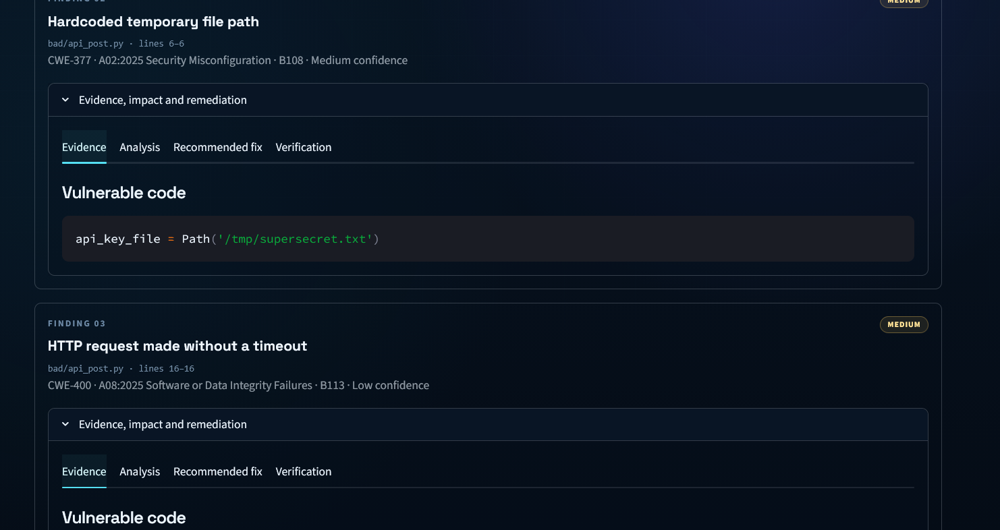 FINDING 02
MEDIUM
Hardcoded temporary file path
bad/api_post.py · lines 6–6
CWE-377 · A02:2025 Security Misconfiguration · B108 · Medium confidence
Evidence, impact and remediation
Evidence Analysis Recommended fix Verification
Vulnerable code
api_key_file = Path('/tmp/supersecret.txt')
FINDING 03
MEDIUM
HTTP request made without a timeout
bad/api_post.py · lines 16–16
CWE-400 · A08:2025 Software or Data Integrity Failures · B113 · Low confidence
Evidence, impact and remediation
Evidence Analysis Recommended fix Verification
Vulnerable code